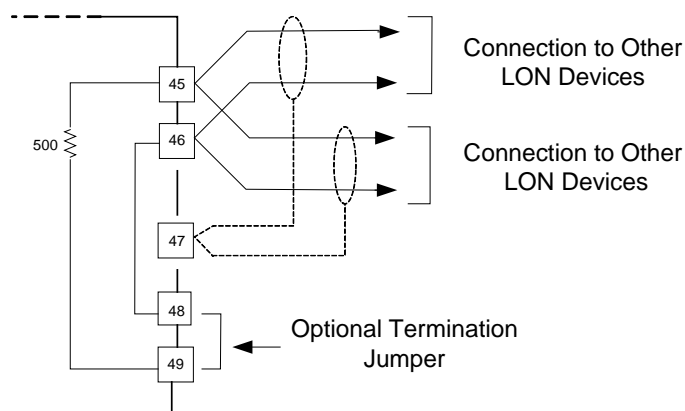 Connection to Other
LON Devices
45
46
500
Connection to Other
LON Devices
47
48
Optional Termination
Jumper
49